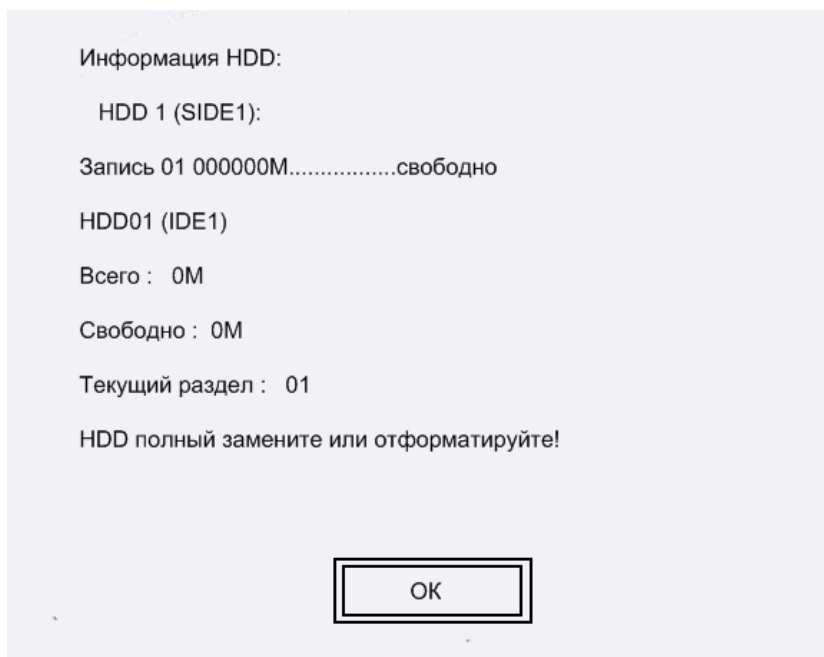 Информация HDD:
HDD 1 (SIDE1):
Запись 01 000000M.................свободно
HDD01 (IDE1)
Всего : 0M
Свободно : 0M
Текущий раздел : 01
HDD полный замените или отформатируйте!
ОК